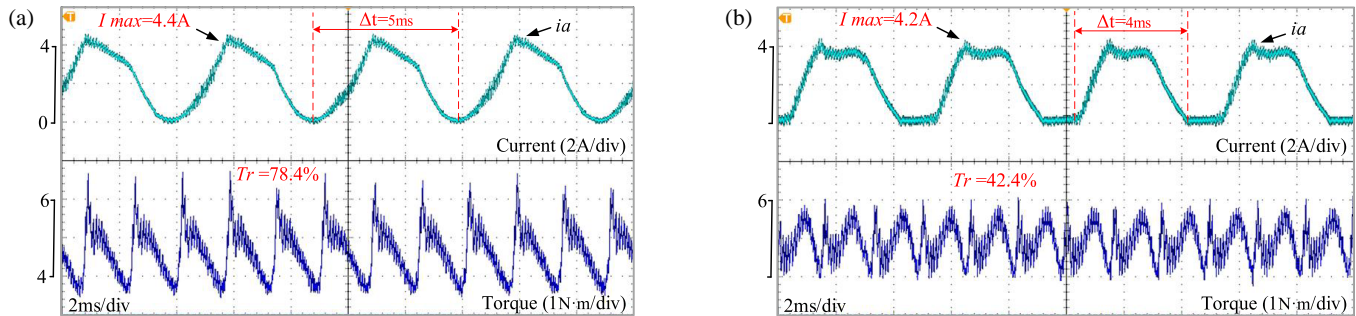 (a)
T
I max=4.4A
Δt=5ms
ia
4
0
Current (2A/div)
Tr =78.4%
6
4
2ms/div
Torque (1N·m/div)
(b)
T
I max=4.2A
Δt=4ms
ia
4
Current (2A/div)
Tr =42.4%
6
4
2ms/div
Torque (1N·m/div)